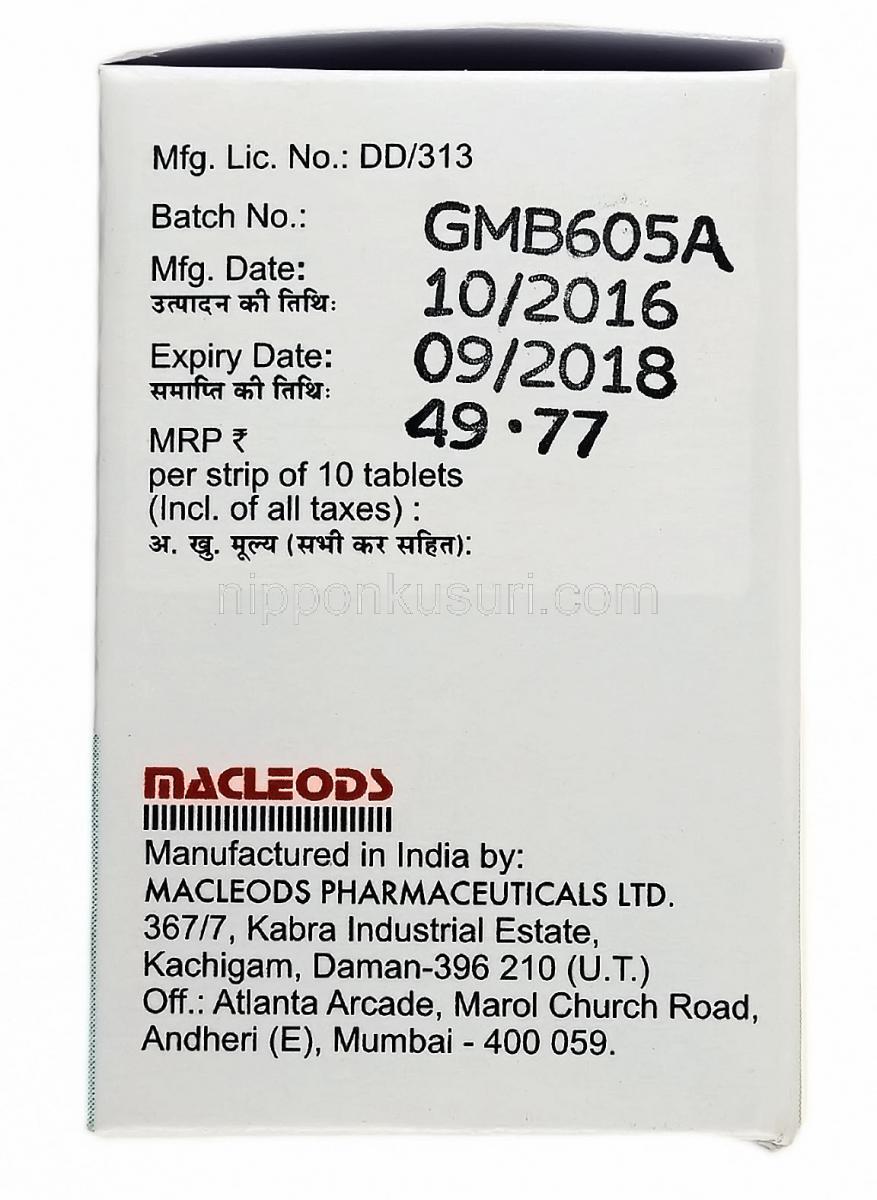 Mfg. Lic. No.: DD/313
Batch No.: GMB605A
Mfg. Date: 10/2016
उत्पादन की तिथिः
Expiry Date: 09/2018
समाप्ति की तिथिः
MRP ₹ 49.77
per strip of 10 tablets
(Incl. of all taxes) :
अ. खु. मूल्य (सभी कर सहित):
nipponkusuri.com
MACLEODS
Manufactured in India by:
MACLEODS PHARMACEUTICALS LTD.
367/7, Kabra Industrial Estate,
Kachigam, Daman-396 210 (U.T.)
Off.: Atlanta Arcade, Marol Church Road,
Andheri (E), Mumbai - 400 059.